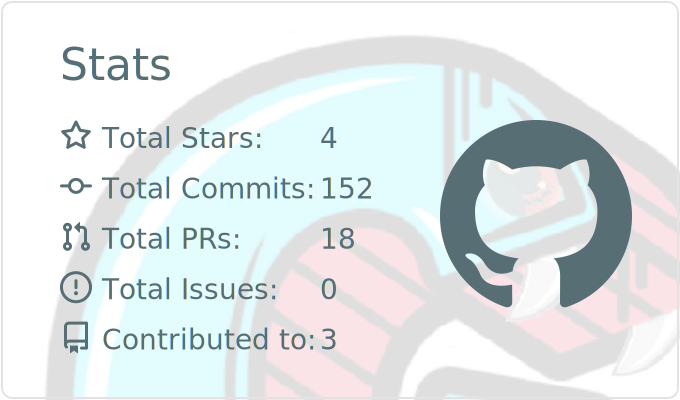 Stats
Total Stars: 4
Total Commits: 152
Total PRs: 18
Total Issues: 0
Contributed to: 3